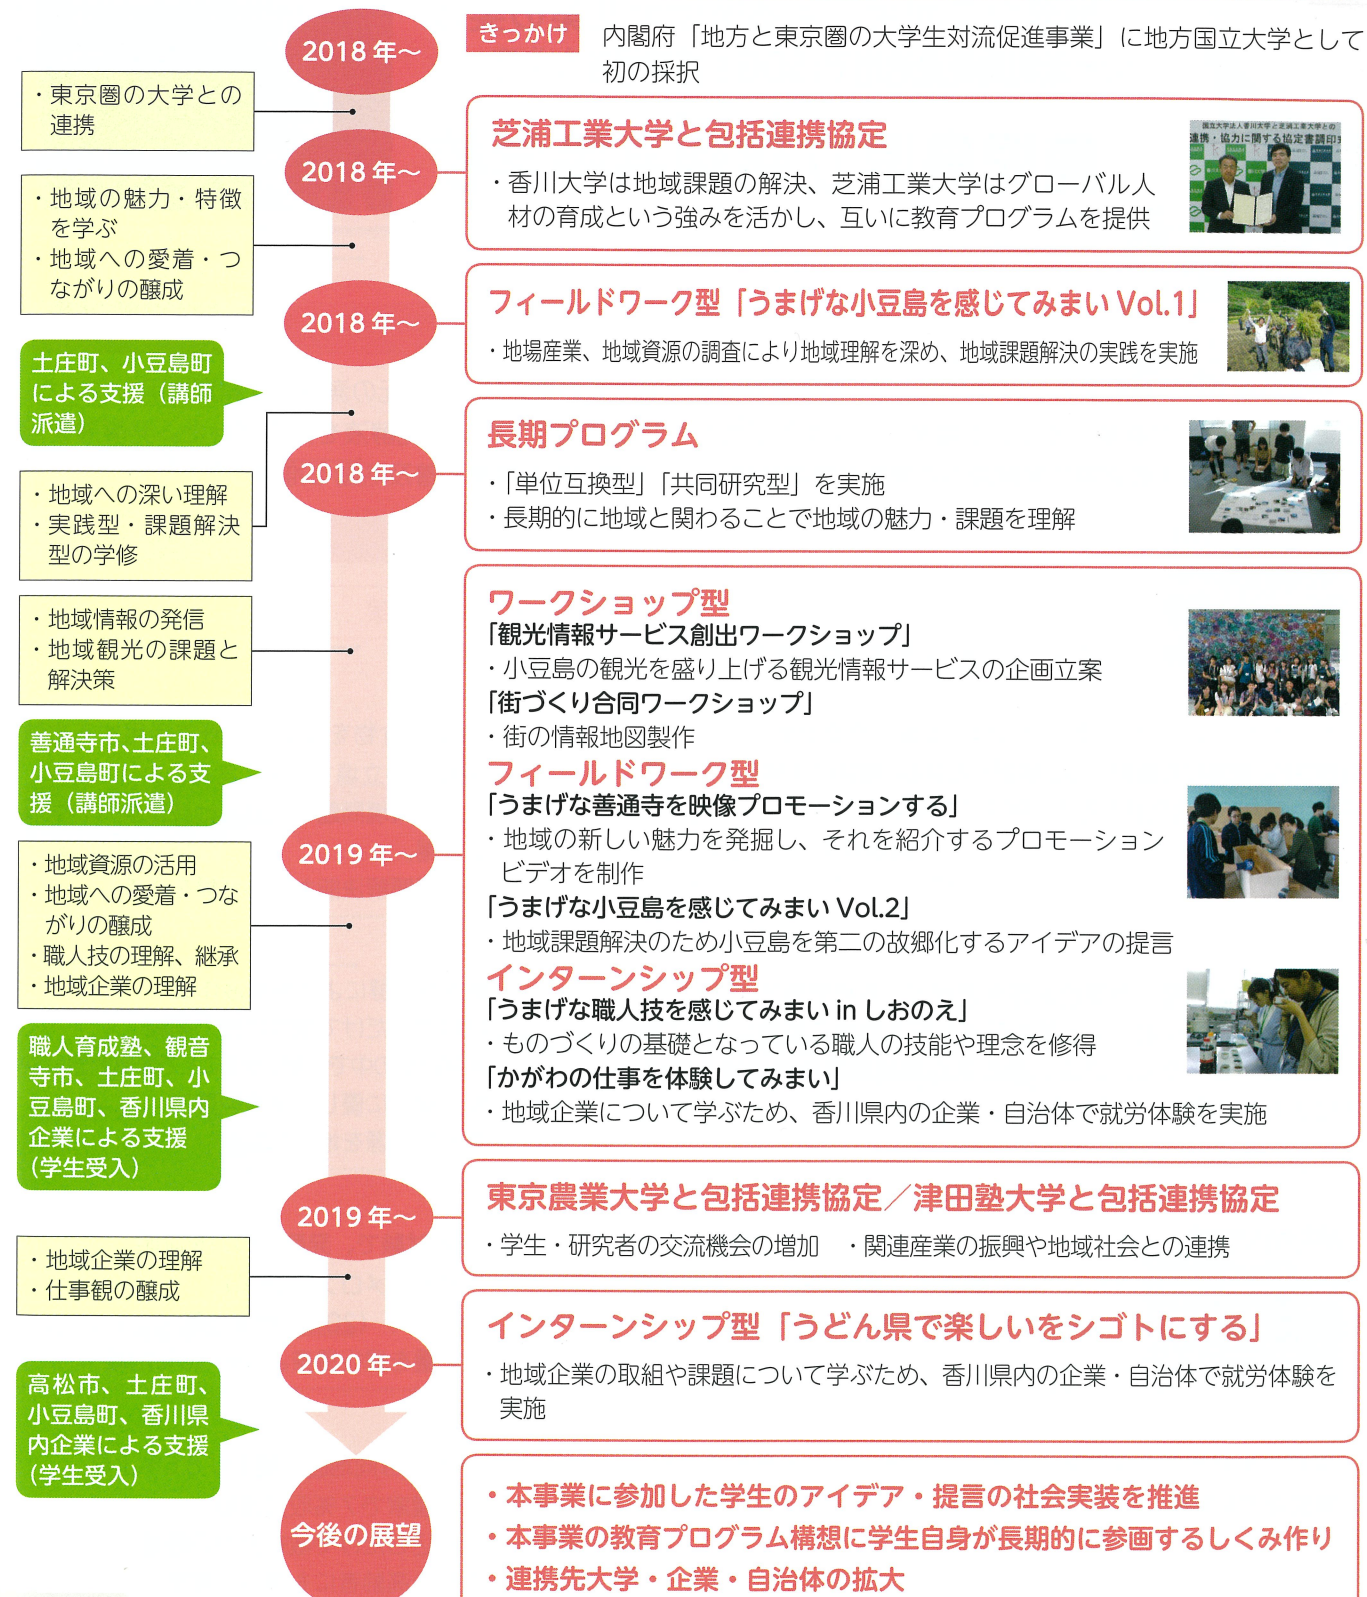 2018年～
きっかけ
内閣府「地方と東京圏の大学生対流促進事業」に地方国立大学として
初の採択
・東京圏の大学との
連携
2018年～
芝浦工業大学と包括連携協定
・香川大学は地域課題の解決、芝浦工業大学はグローバル人
材の育成という強みを活かし、互いに教育プログラムを提供
国立大学法人香川大学と芝浦工業大学との
連携・協力に関する協定書調印式
・地域の魅力・特徴
を学ぶ
・地域への愛着・つ
ながりの醸成
2018年～
フィールドワーク型「うまげな小豆島を感じてみまい Vol.1」
・地場産業、地域資源の調査により地域理解を深め、地域課題解決の実践を実施
土庄町、小豆島町
による支援（講師
派遣）
2018年～
長期プログラム
・「単位互換型」「共同研究型」を実施
・長期的に地域と関わることで地域の魅力・課題を理解
・地域への深い理解
・実践型・課題解決
型の学修
・地域情報の発信
・地域観光の課題と
解決策
善通寺市、土庄町、
小豆島町による支
援（講師派遣）
・地域資源の活用
・地域への愛着・つな
がりの醸成
・職人技の理解、継承
・地域企業の理解
職人育成塾、観音
寺市、土庄町、小
豆島町、香川県内
企業による支援
（学生受入）
2019年～
ワークショップ型
「観光情報サービス創出ワークショップ」
・小豆島の観光を盛り上げる観光情報サービスの企画立案
「街づくり合同ワークショップ」
・街の情報地図製作
フィールドワーク型
「うまげな善通寺を映像プロモーションする」
・地域の新しい魅力を発掘し、それを紹介するプロモーション
ビデオを制作
「うまげな小豆島を感じてみまい Vol.2」
・地域課題解決のため小豆島を第二の故郷化するアイデアの提言
インターンシップ型
「うまげな職人技を感じてみまい in しおのえ」
・ものづくりの基礎となっている職人の技能や理念を修得
「かがわの仕事を体験してみまい」
・地域企業について学ぶため、香川県内の企業・自治体で就労体験を実施
2019年～
東京農業大学と包括連携協定／津田塾大学と包括連携協定
・学生・研究者の交流機会の増加　・関連産業の振興や地域社会との連携
・地域企業の理解
・仕事観の醸成
2020年～
インターンシップ型「うどん県で楽しいをシゴトにする」
・地域企業の取組や課題について学ぶため、香川県内の企業・自治体で就労体験を
実施
高松市、土庄町、
小豆島町、香川県
内企業による支援
（学生受入）
今後の展望
・本事業に参加した学生のアイデア・提言の社会実装を推進
・本事業の教育プログラム構想に学生自身が長期的に参画するしくみ作り
・連携先大学・企業・自治体の拡大